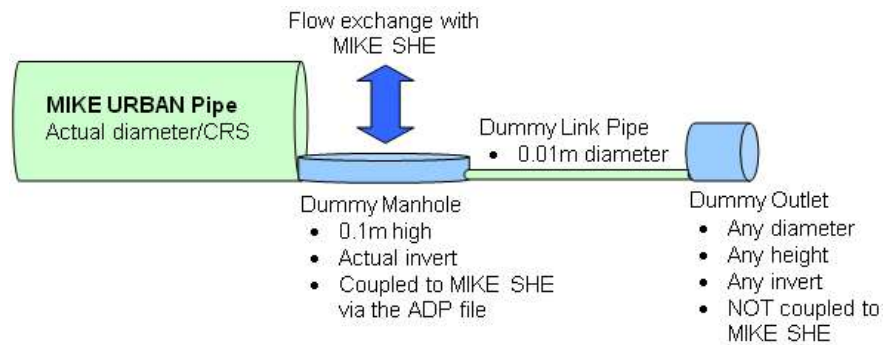 Flow exchange with
MIKE SHE
MIKE URBAN Pipe
Actual diameter/CRS
Dummy Link Pipe
• 0.01m diameter
Dummy Manhole
• 0.1m high
• Actual invert
• Coupled to MIKE SHE
via the ADP file
Dummy Outlet
• Any diameter
• Any height
• Any invert
• NOT coupled to
MIKE SHE